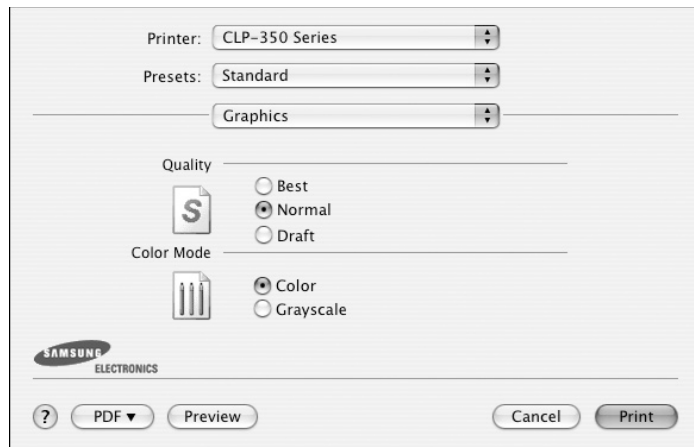 Printer: CLP-350 Series
Presets: Standard
Graphics
Quality
Best
S
Normal
Draft
Color Mode
Color
Grayscale
SAMSUNG
ELECTRONICS
? PDF ▼ Preview Cancel Print